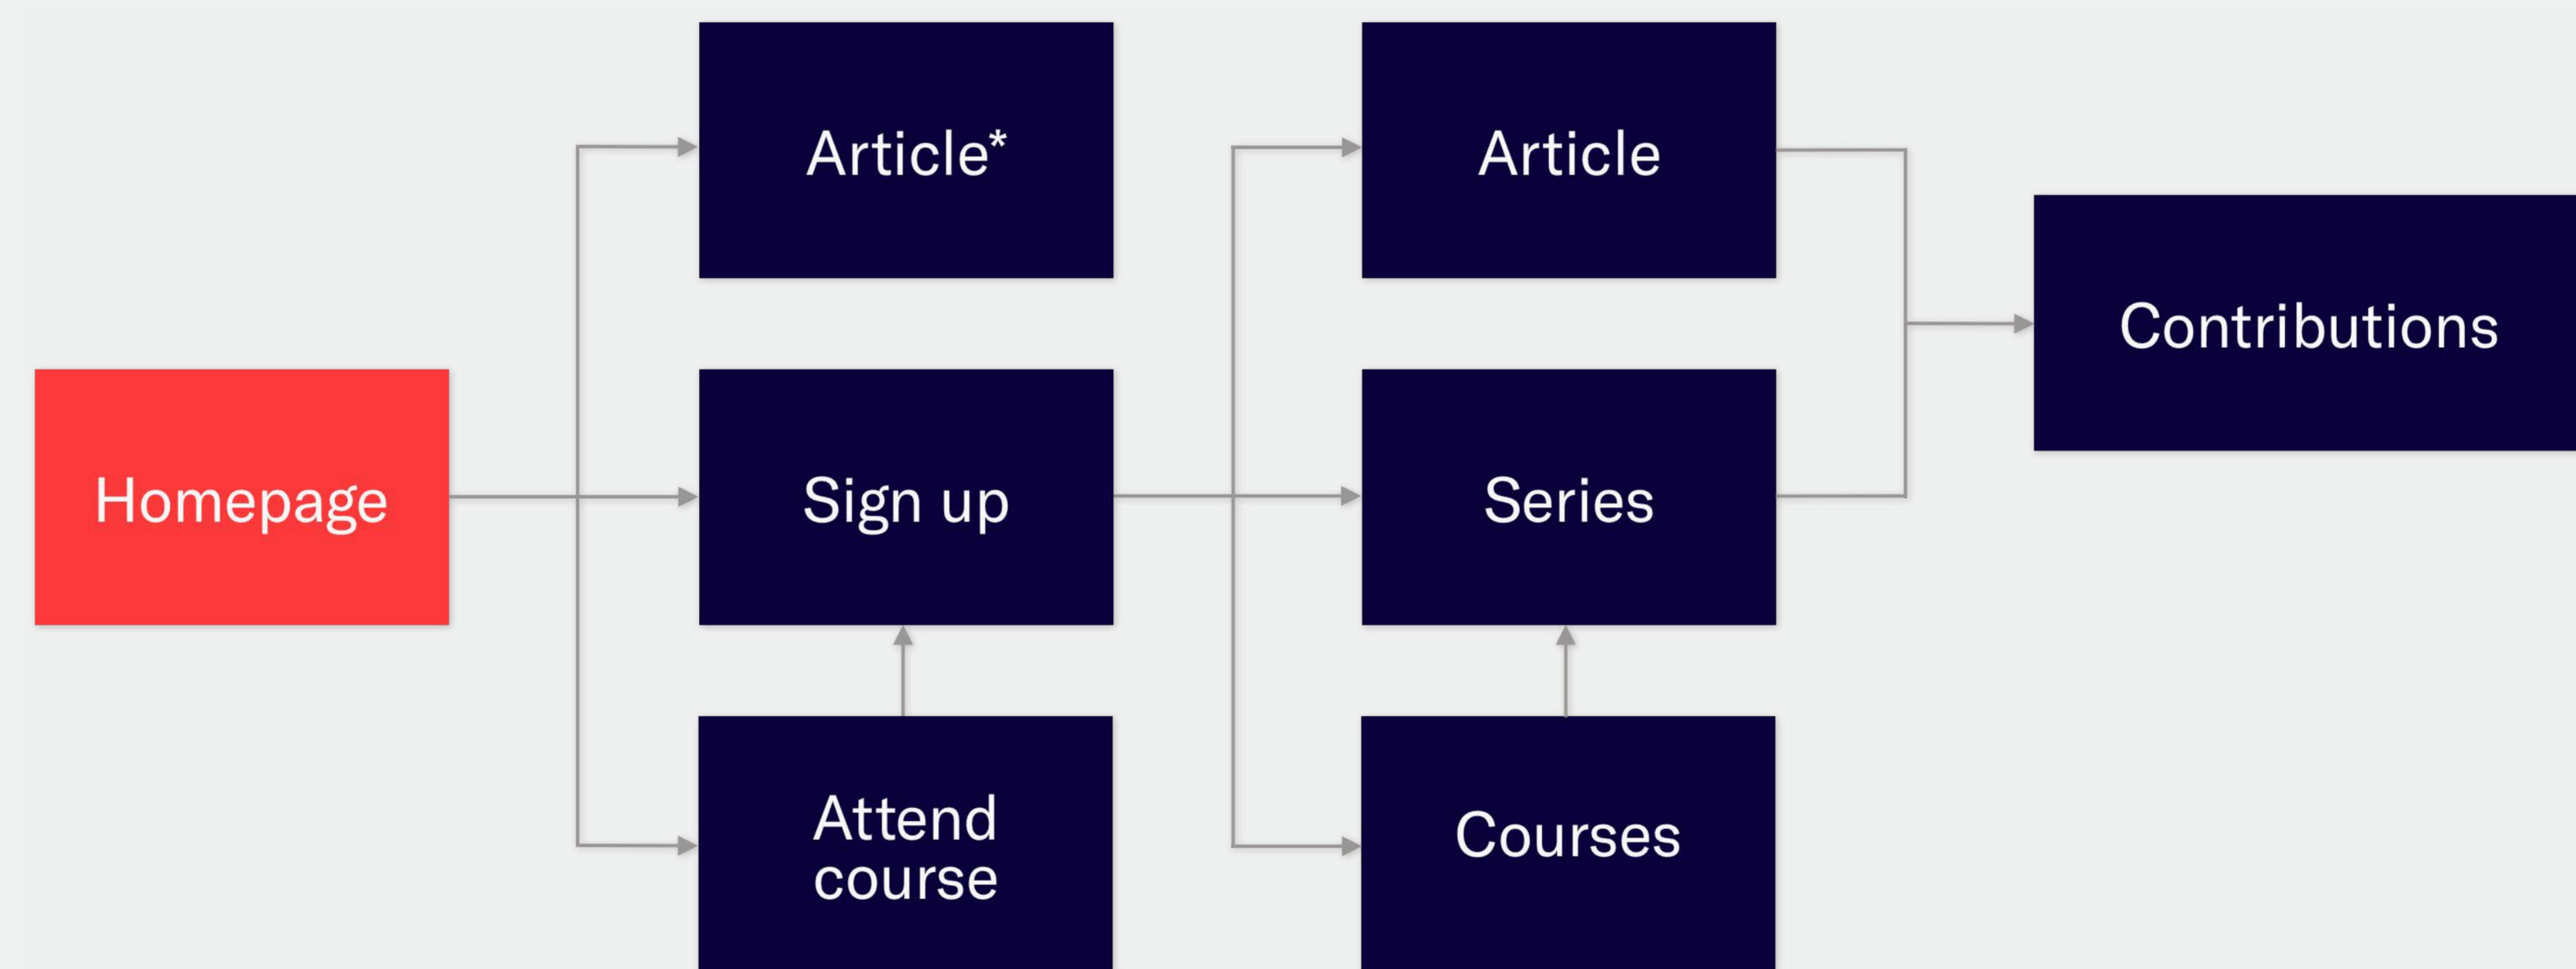 Article*
Article
Contributions
Homepage
Sign up
Series
Attend
course
Courses